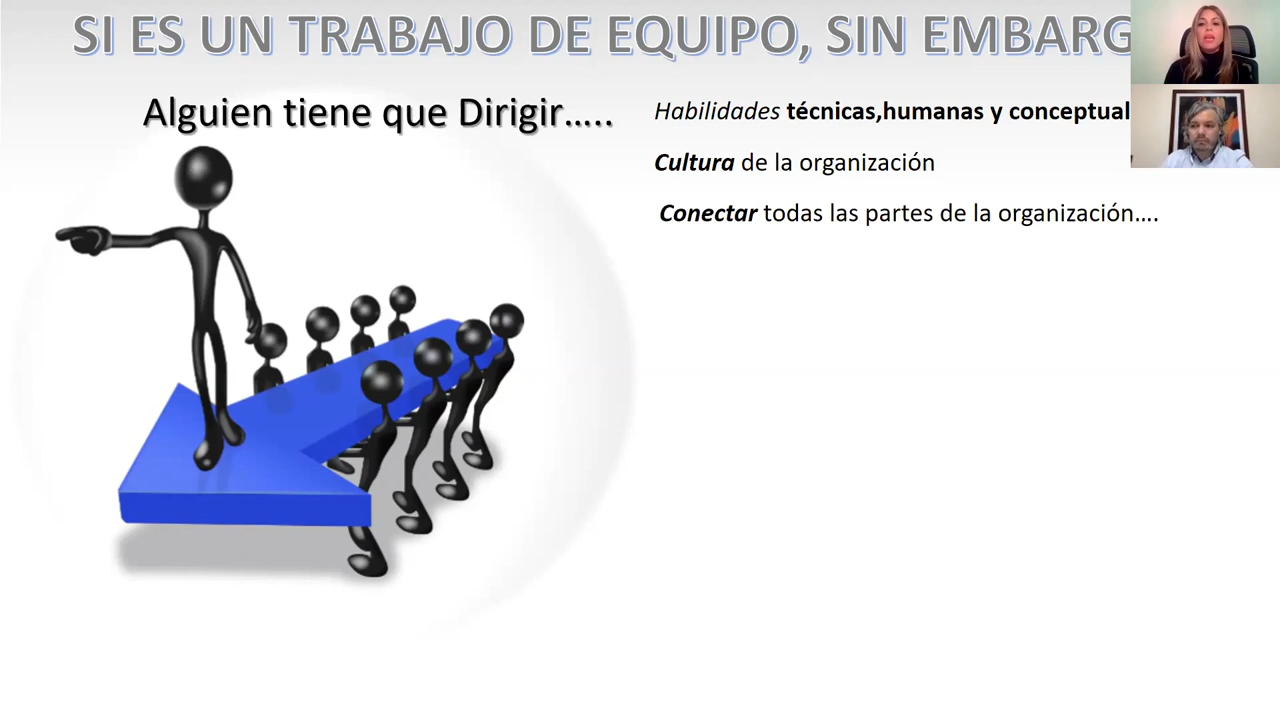 SI ES UN TRABAJO DE EQUIPO, SIN EMBARG
Alguien tiene que Dirigir.....
Habilidades técnicas,humanas y conceptual
Cultura de la organización
Conectar todas las partes de la organización....